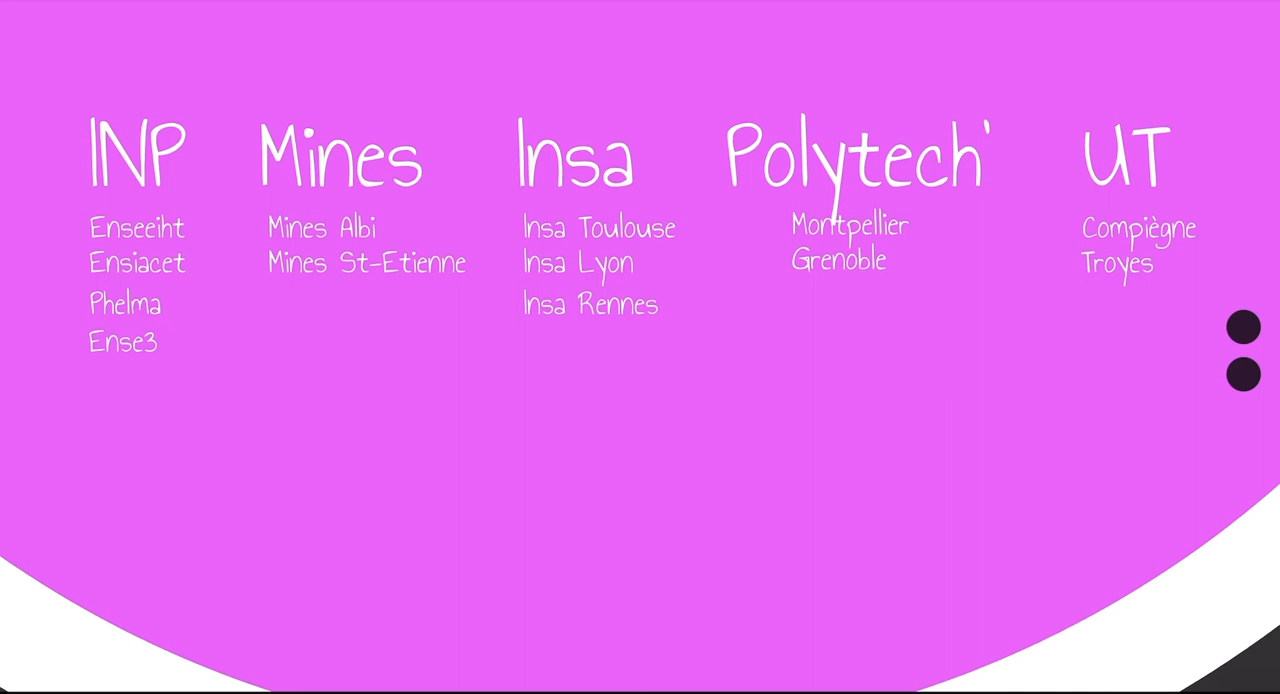 INP
Enseeiht
Ensiacet
Phelma
Ense3
Mines
Mines Albi
Mines St-Etienne
Insa
Insa Toulouse
Insa Lyon
Insa Rennes
Polytech'
Montpellier
Grenoble
UT
Compiègne
Troyes